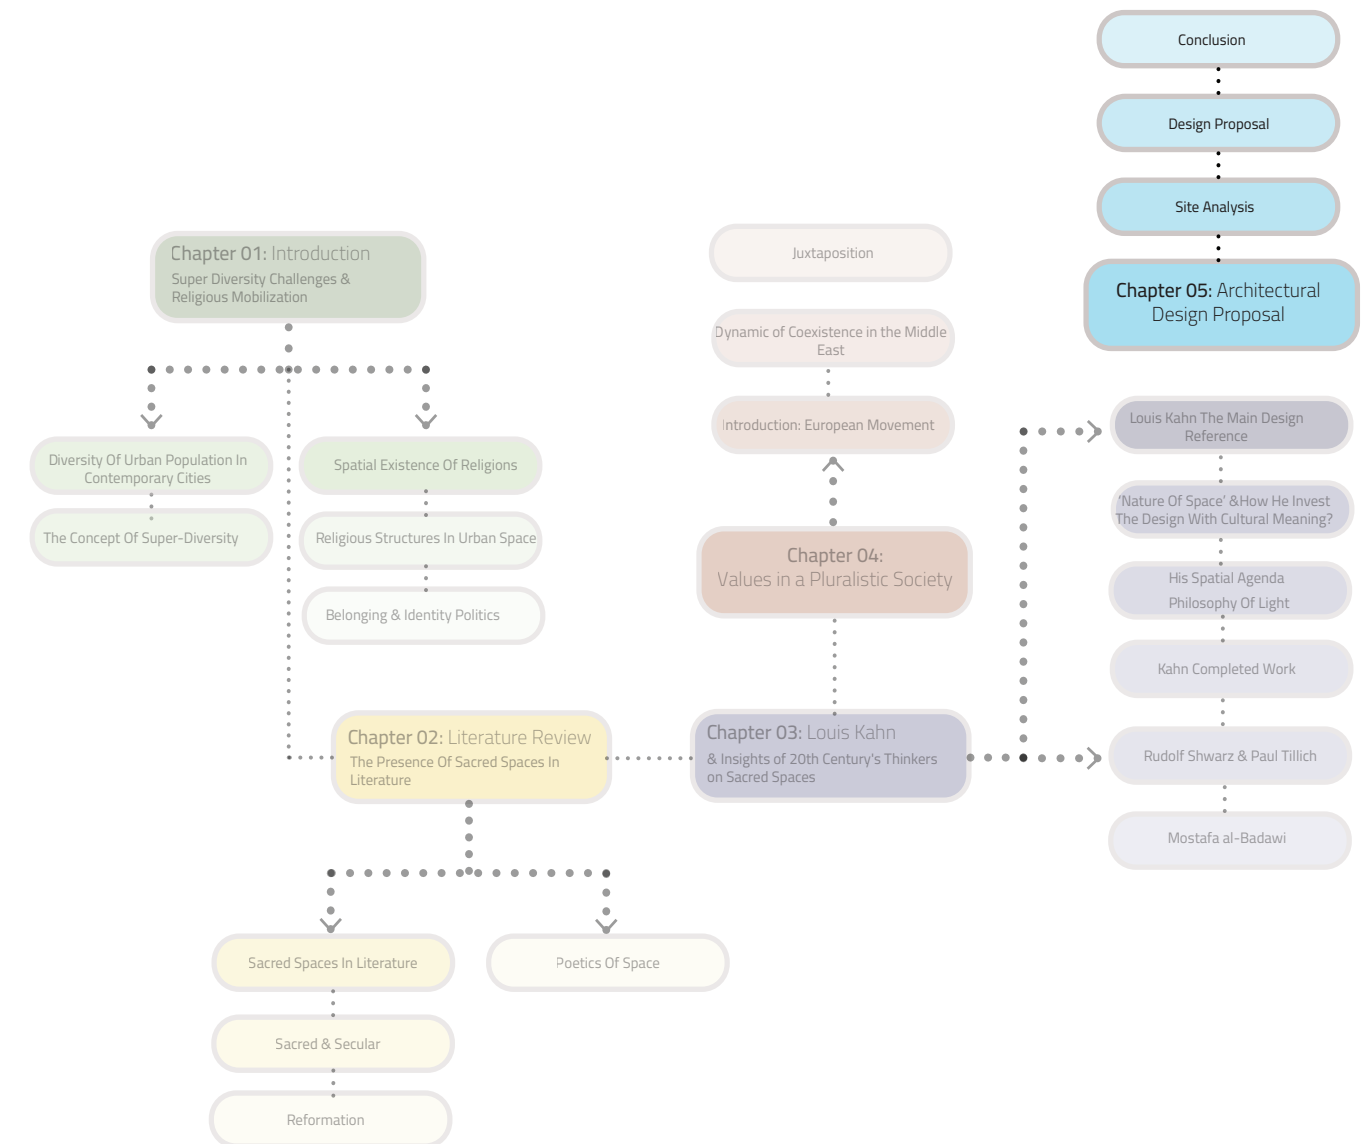 Conclusion
Design Proposal
Site Analysis
Chapter 05: Architectural
Design Proposal
Chapter 01: Introduction
Super Diversity Challenges &
Religious Mobilization
Diversity Of Urban Population In
Contemporary Cities
The Concept Of Super-Diversity
Spatial Existence Of Religions
Religious Structures In Urban Space
Belonging & Identity Politics
Juxtaposition
Dynamic of Coexistence in the Middle
East
Introduction: European Movement
Chapter 04:
Values in a Pluralistic Society
Louis Kahn The Main Design
Reference
'Nature Of Space' &How He Invest
The Design With Cultural Meaning?
His Spatial Agenda
Philosophy Of Light
Kahn Completed Work
Rudolf Shwarz & Paul Tillich
Mostafa al-Badawi
Chapter 02: Literature Review
The Presence Of Sacred Spaces In
Literature
Chapter 03: Louis Kahn
& Insights of 20th Century's Thinkers
on Sacred Spaces
Sacred Spaces In Literature
Sacred & Secular
Reformation
Poetics Of Space